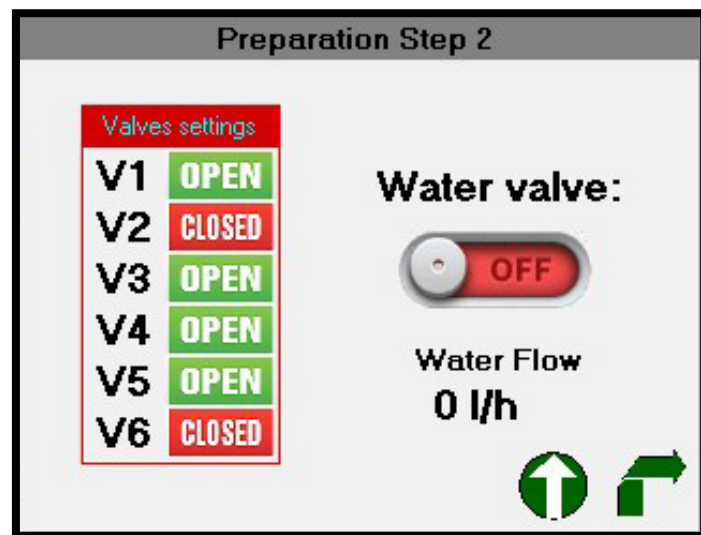 Preparation Step 2
Valves settings
V1 OPEN
V2 CLOSED
V3 OPEN
V4 OPEN
V5 OPEN
V6 CLOSED
Water valve:
OFF
Water Flow
0 l/h